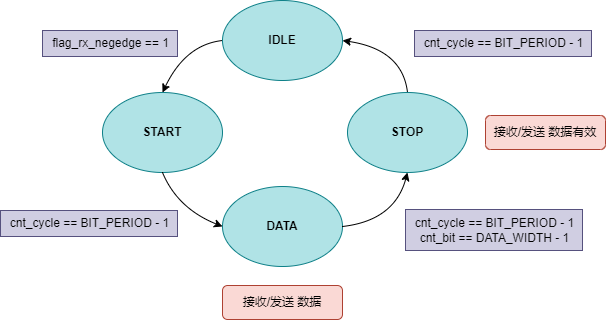 IDLE
flag_rx_negedge == 1
cnt_cycle == BIT_PERIOD - 1
START
STOP
接收/发送 数据有效
cnt_cycle == BIT_PERIOD - 1
DATA
cnt_cycle == BIT_PERIOD - 1
cnt_bit == DATA_WIDTH - 1
接收/发送 数据